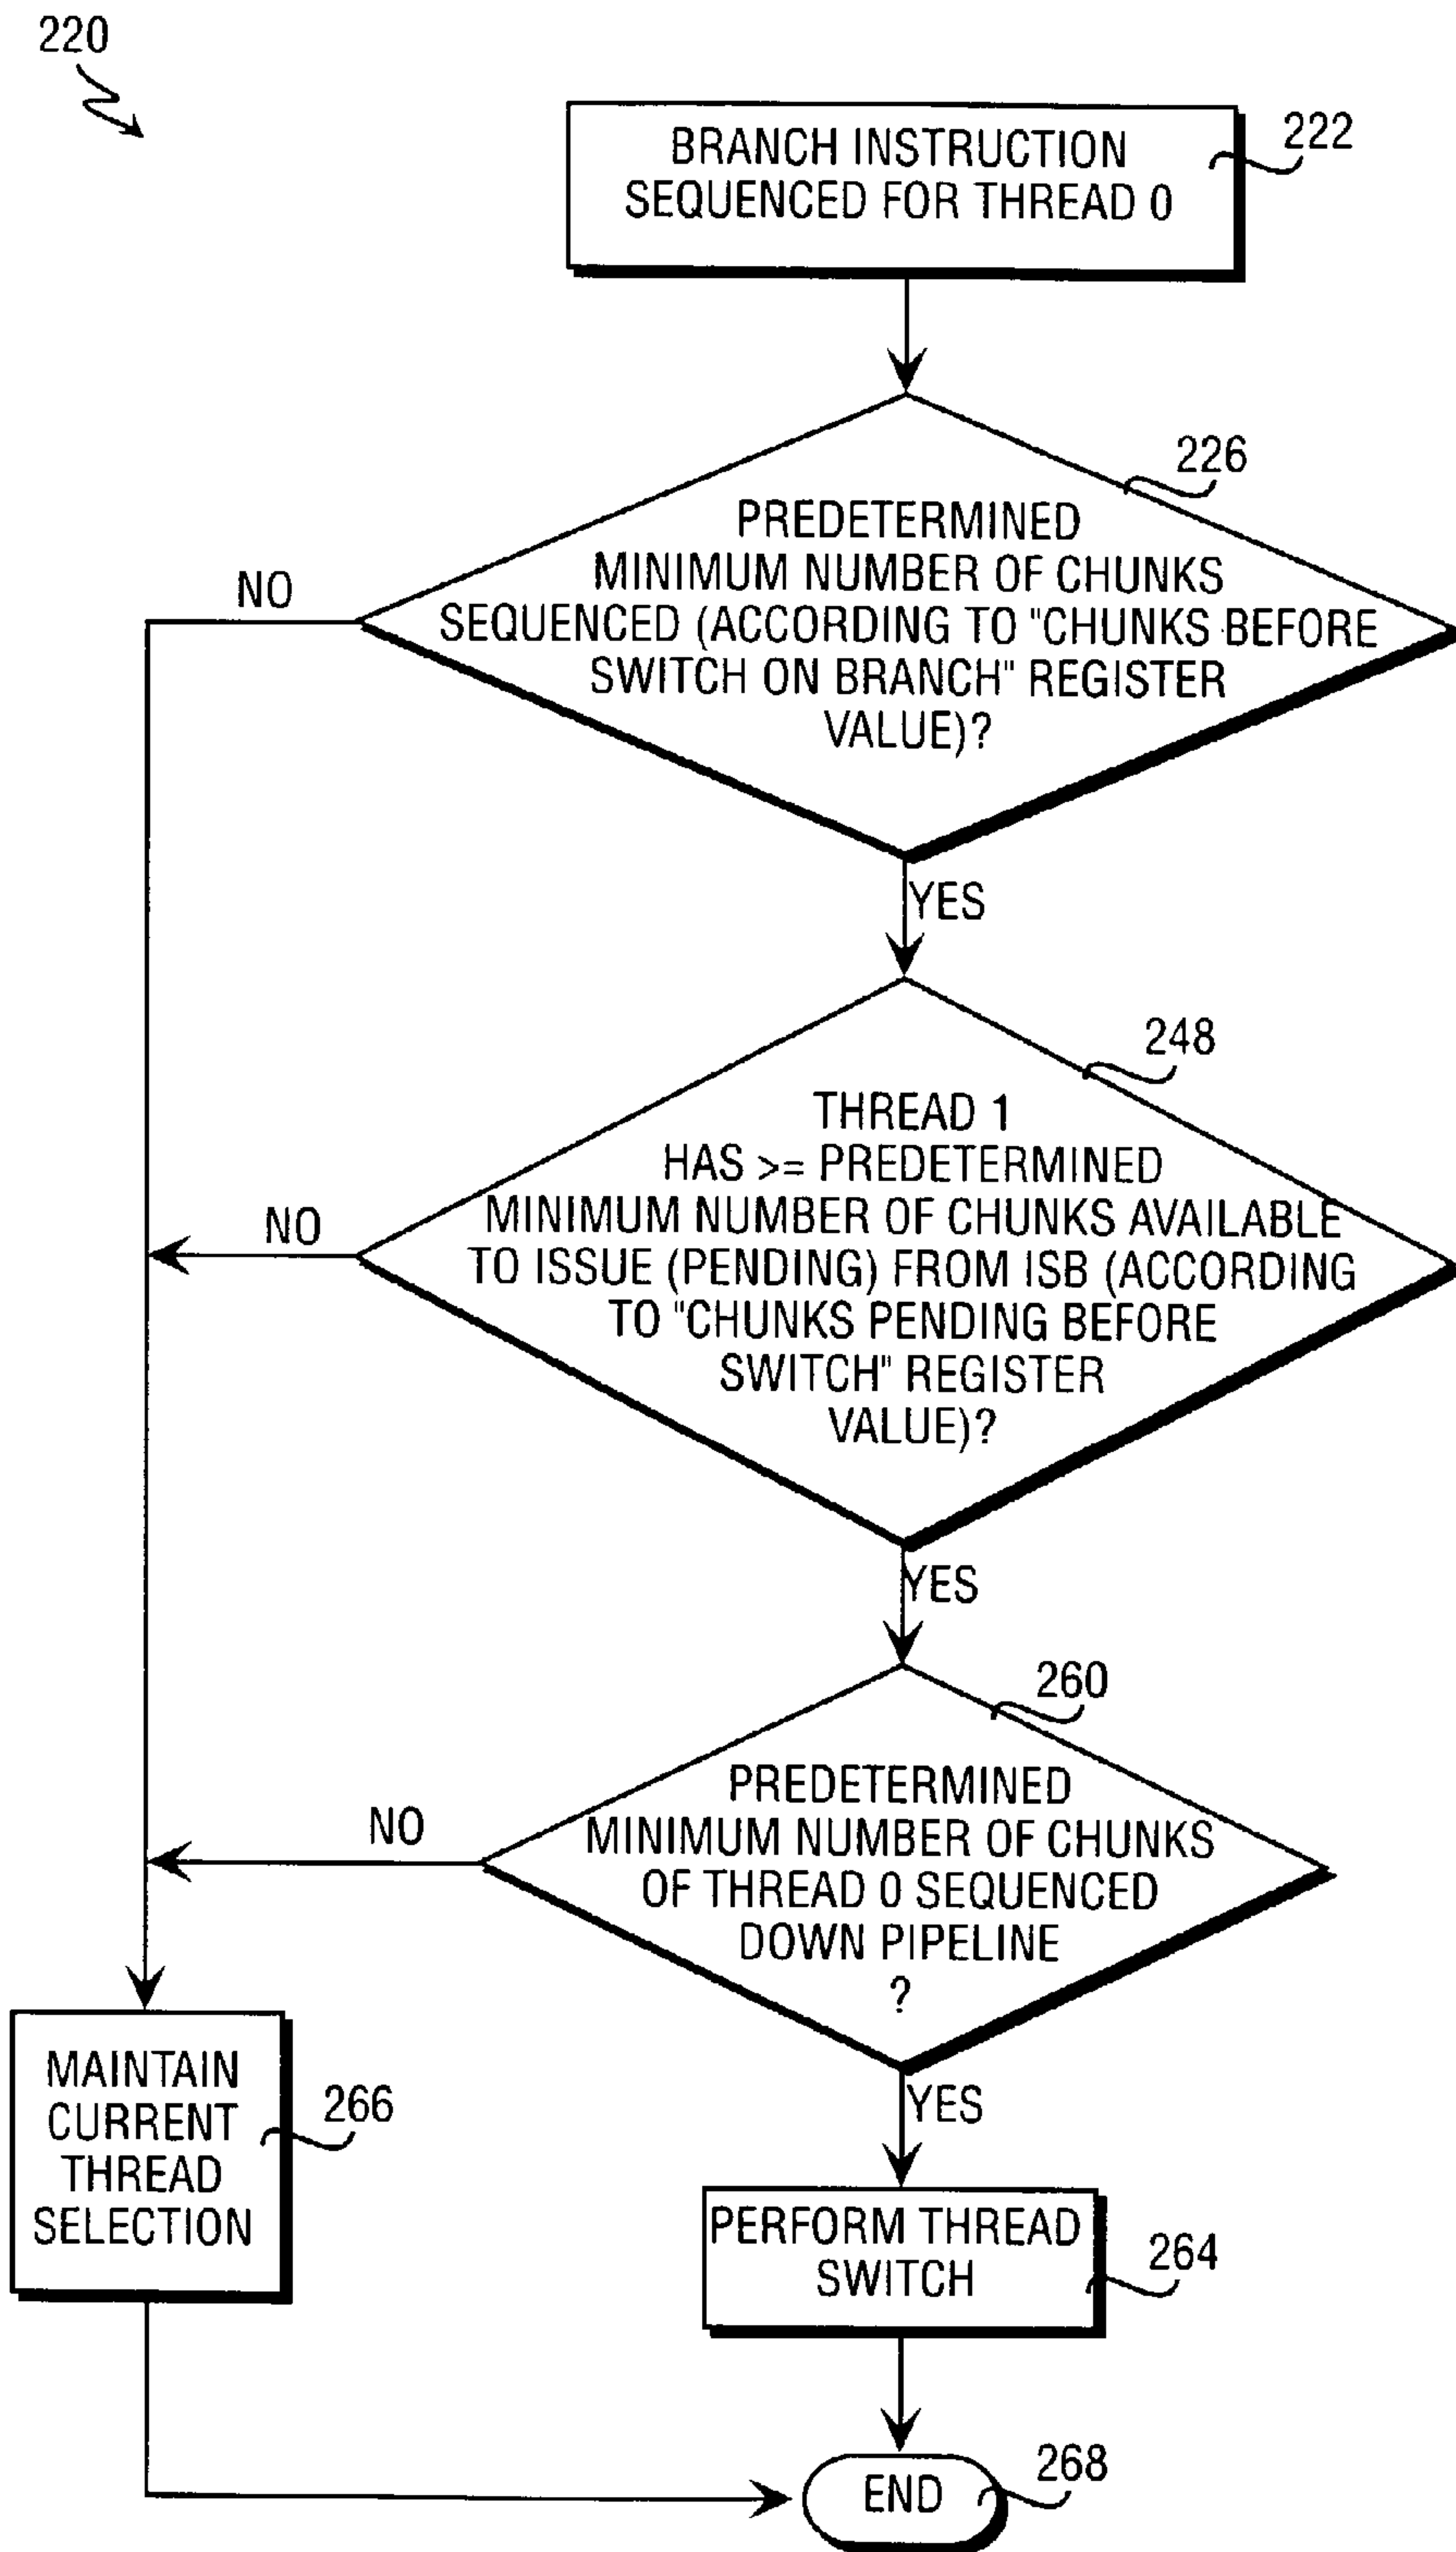 220
BRANCH INSTRUCTION
SEQUENCED FOR THREAD 0
222
226
PREDETERMINED
MINIMUM NUMBER OF CHUNKS
SEQUENCED (ACCORDING TO "CHUNKS BEFORE
SWITCH ON BRANCH" REGISTER
VALUE)?
NO
YES
248
THREAD 1
HAS >= PREDETERMINED
MINIMUM NUMBER OF CHUNKS AVAILABLE
TO ISSUE (PENDING) FROM ISB (ACCORDING
TO "CHUNKS PENDING BEFORE
SWITCH" REGISTER
VALUE)?
NO
YES
260
PREDETERMINED
MINIMUM NUMBER OF CHUNKS
OF THREAD 0 SEQUENCED
DOWN PIPELINE
?
NO
YES
MAINTAIN
CURRENT
THREAD
SELECTION
266
PERFORM THREAD
SWITCH
264
END
268